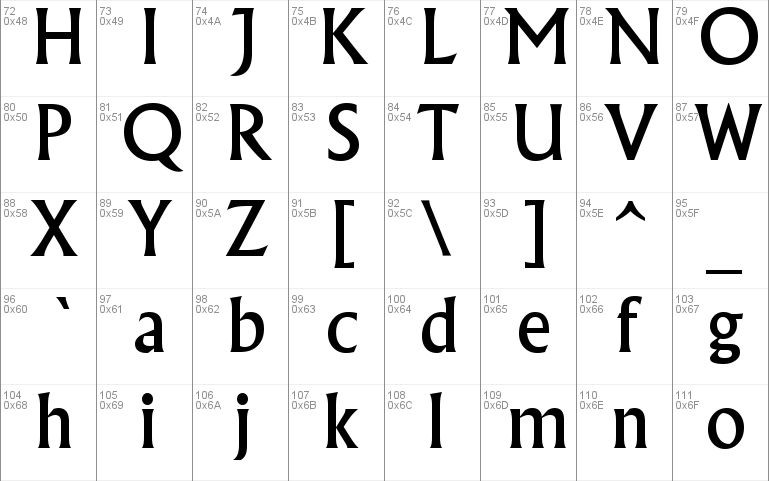 72 73 74 75 76 77 78 79
0x48 0x49 0x4A 0x4B 0x4C 0x4D 0x4E 0x4F
H I J K L M N O
80 81 82 83 84 85 86 87
0x50 0x51 0x52 0x53 0x54 0x55 0x56 0x57
P Q R S T U V W
88 89 90 91 92 93 94 95
0x58 0x59 0x5A 0x5B 0x5C 0x5D 0x5E 0x5F
X Y Z [ \ ] ^ _
96 97 98 99 100 101 102 103
0x60 0x61 0x62 0x63 0x64 0x65 0x66 0x67
` a b c d e f g
104 105 106 107 108 109 110 111
0x68 0x69 0x6A 0x6B 0x6C 0x6D 0x6E 0x6F
h i j k l m n o